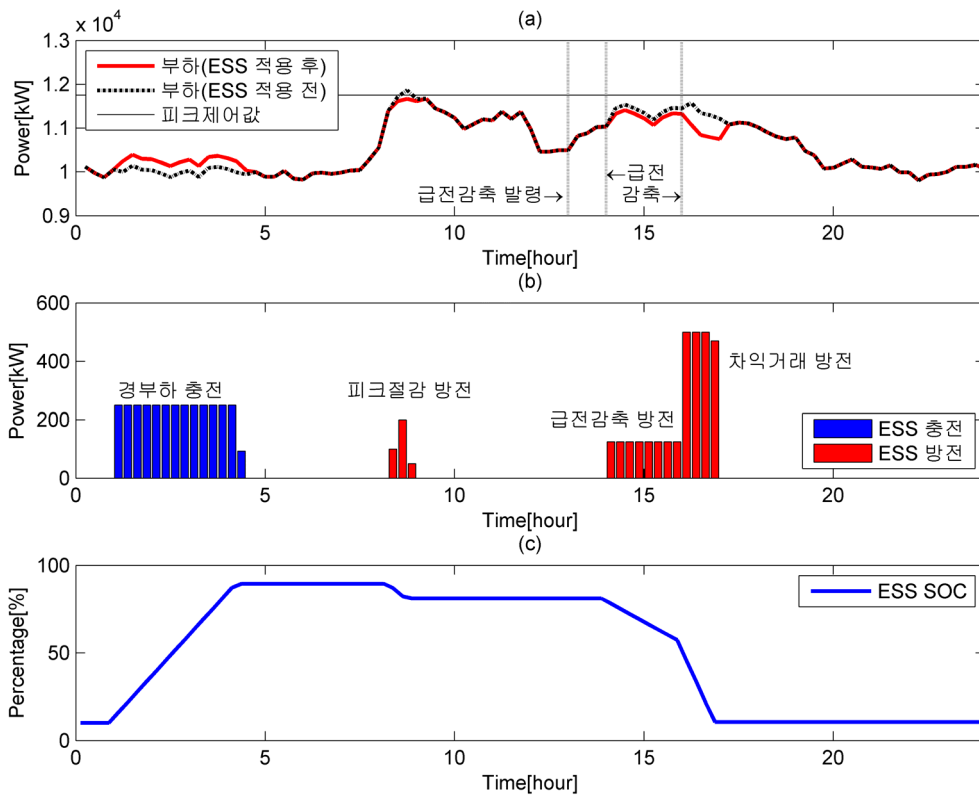 (a)
x 10⁴
1.3
1.2
1.1
1
0.9
Power[kW]
부하(ESS 적용 후)
부하(ESS 적용 전)
피크제어값
급전감축 발령→
←급전
감축→
0
5
10
15
20
Time[hour]
(b)
600
400
200
0
Power[kW]
경부하 충전
피크절감 방전
급전감축 방전
차익거래 방전
ESS 충전
ESS 방전
0
5
10
15
20
Time[hour]
(c)
100
50
0
Percentage[%]
ESS SOC
0
5
10
15
20
Time[hour]